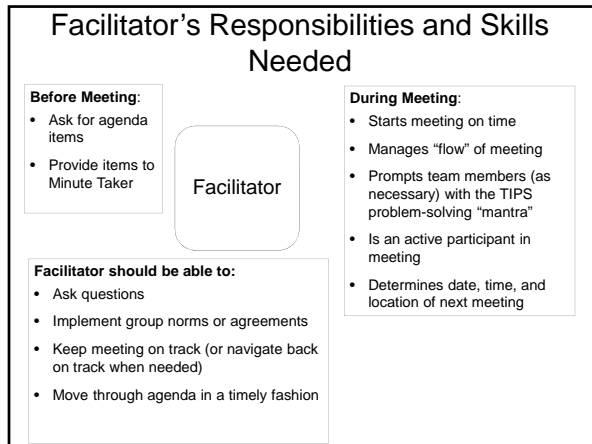 Facilitator’s Responsibilities and Skills
Needed
Before Meeting:
• Ask for agenda
items
• Provide items to
Minute Taker
Facilitator
During Meeting:
• Starts meeting on time
• Manages “flow” of meeting
• Prompts team members (as
necessary) with the TIPS
problem-solving “mantra”
• Is an active participant in
meeting
• Determines date, time, and
location of next meeting
Facilitator should be able to:
• Ask questions
• Implement group norms or agreements
• Keep meeting on track (or navigate back
on track when needed)
• Move through agenda in a timely fashion